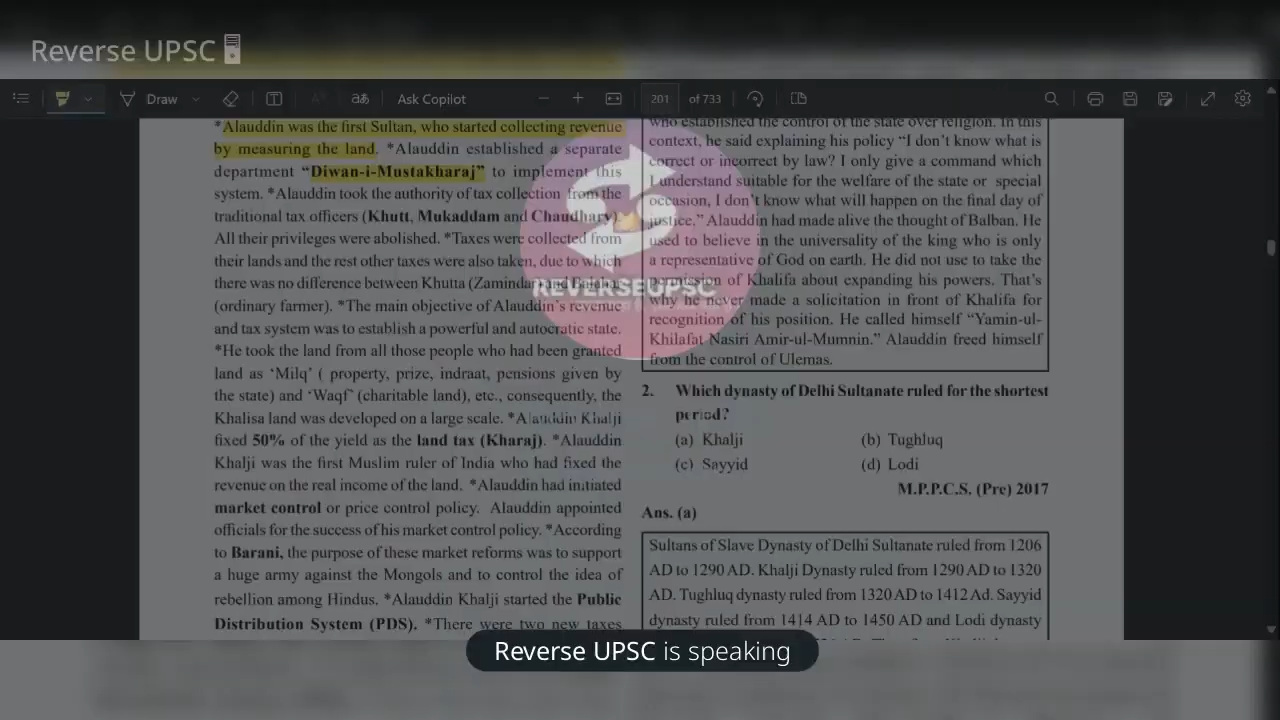 Reverse UPSC
Draw
Ask Copilot
201 of 733
*Alauddin was the first Sultan, who started collecting revenue
by measuring the land. *Alauddin established a separate
department “Diwan-i-Mustakharaj” to implement this
system. *Alauddin took the authority of tax collection from the
traditional tax officers (Khutt, Mukaddam and Chaudhary).
All their privileges were abolished. *Taxes were collected from
their lands and the rest other taxes were also taken, due to which
there was no difference between Khutta (Zamindar) and Balahar
(ordinary farmer). *The main objective of Alauddin’s revenue
and tax system was to establish a powerful and autocratic state.
*He took the land from all those people who had been granted
land as ‘Milq’ ( property, prize, indraat, pensions given by
the state) and ‘Waqf’ (charitable land), etc., consequently, the
Khalisa land was developed on a large scale. *Alauddin Khalji
fixed 50% of the yield as the land tax (Kharaj). *Alauddin
Khalji was the first Muslim ruler of India who had fixed the
revenue on the real income of the land. *Alauddin had initiated
market control or price control policy. Alauddin appointed
officials for the success of his market control policy. *According
to Barani, the purpose of these market reforms was to support
a huge army against the Mongols and to control the idea of
rebellion among Hindus. *Alauddin Khalji started the Public
Distribution System (PDS). *There were two new taxes
who established the control of the state over religion. In this
context, he said explaining his policy “I don’t know what is
correct or incorrect by law? I only give a command which
I understand suitable for the welfare of the state or special
occasion, I don’t know what will happen on the final day of
justice.” Alauddin had made alive the thought of Balban. He
used to believe in the universality of the king who is only
a representative of God on earth. He did not use to take the
permission of Khalifa about expanding his powers. That’s
why he never made a solicitation in front of Khalifa for
recognition of his position. He called himself “Yamin-ul-
Khilafat Nasiri Amir-ul-Mumnin.” Alauddin freed himself
from the control of Ulemas.
2. Which dynasty of Delhi Sultanate ruled for the shortest
period?
(a) Khalji (b) Tughluq
(c) Sayyid (d) Lodi
M.P.P.C.S. (Pre) 2017
Ans. (a)
Sultans of Slave Dynasty of Delhi Sultanate ruled from 1206
AD to 1290 AD. Khalji Dynasty ruled from 1290 AD to 1320
AD. Tughluq dynasty ruled from 1320 AD to 1412 Ad. Sayyid
dynasty ruled from 1414 AD to 1450 AD and Lodi dynasty
REVERSEUPSC
Reverse UPSC is speaking